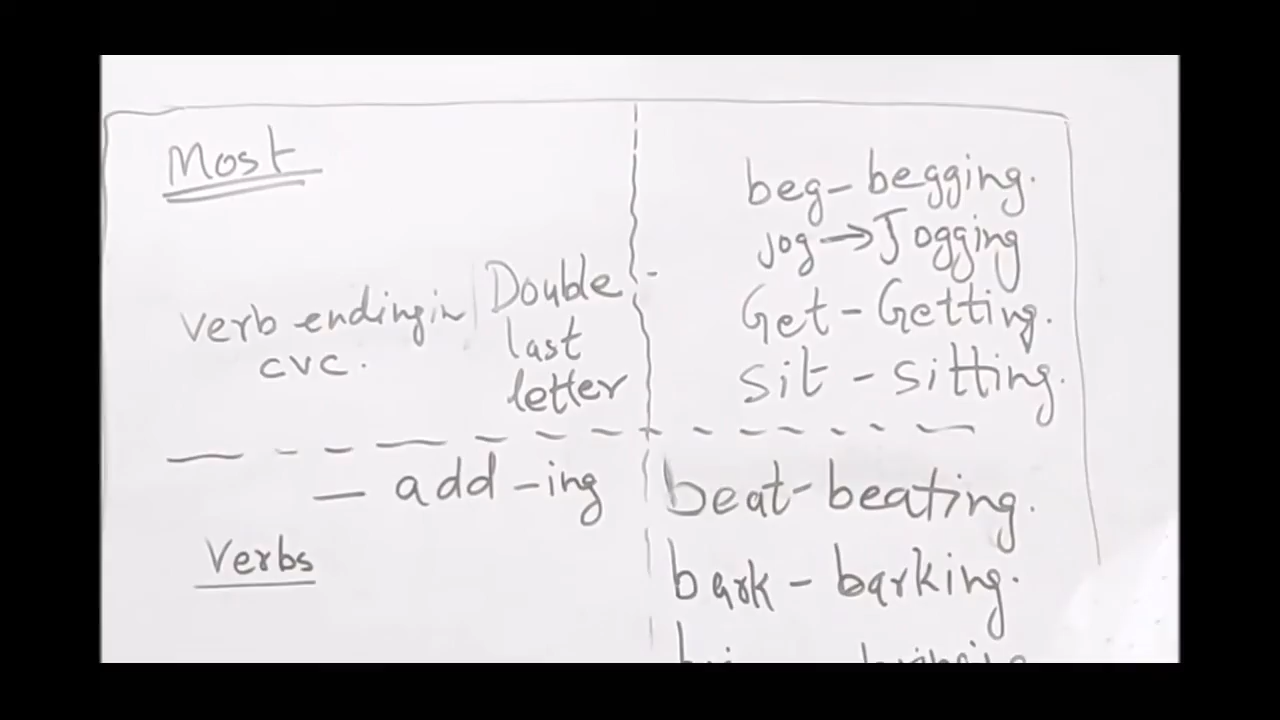 Most
verb ending in
cvc.
Double
last
letter
beg - begging.
jog → Jogging
Get - Getting.
Sit - sitting.
— add -ing
Verbs
beat - beating.
bark - barking.